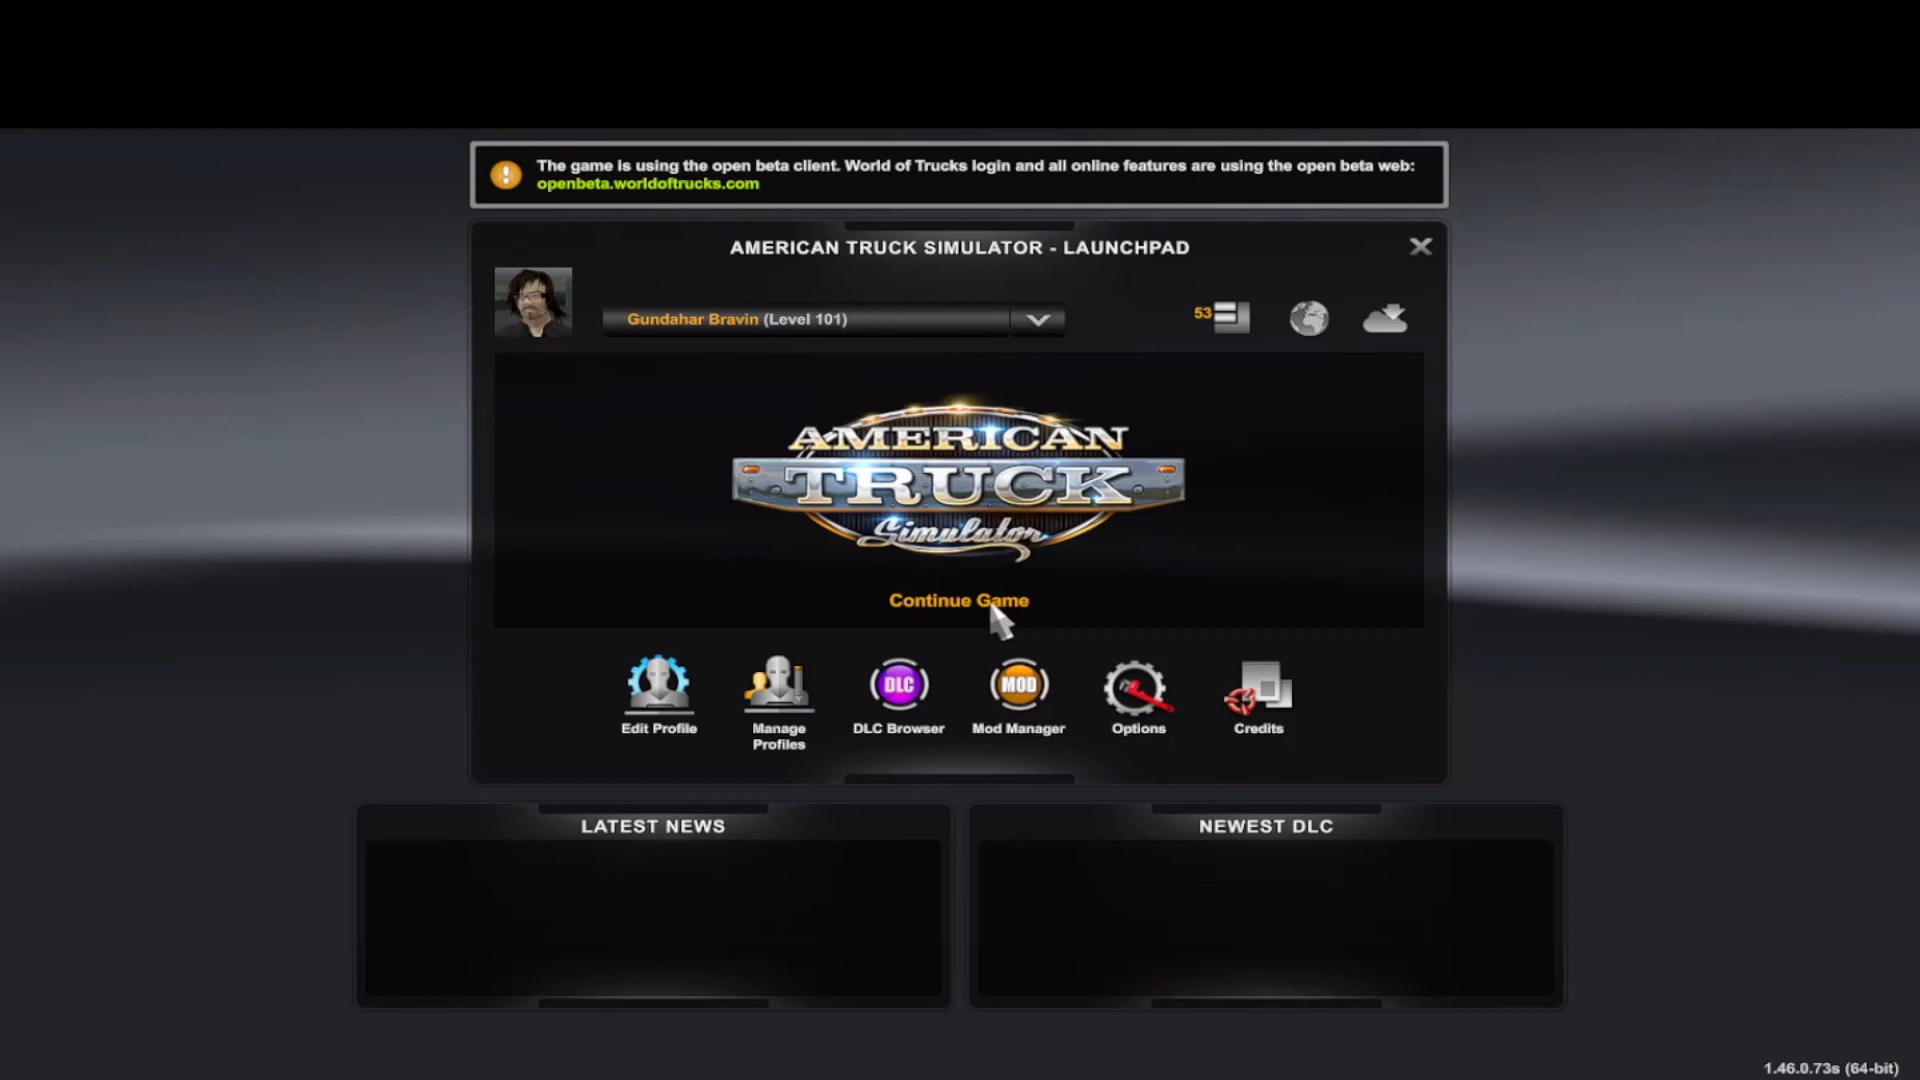 The game is using the open beta client. World of Trucks login and all online features are using the open beta web:
openbeta.worldoftrucks.com
AMERICAN TRUCK SIMULATOR - LAUNCHPAD
Gundahar Bravin (Level 101)
53
AMERICAN
TRUCK
Simulator
Continue Game
DLC
MOD
Edit Profile
Manage
Profiles
DLC Browser
Mod Manager
Options
Credits
LATEST NEWS
NEWEST DLC
1.46.0.73s (64-bit)